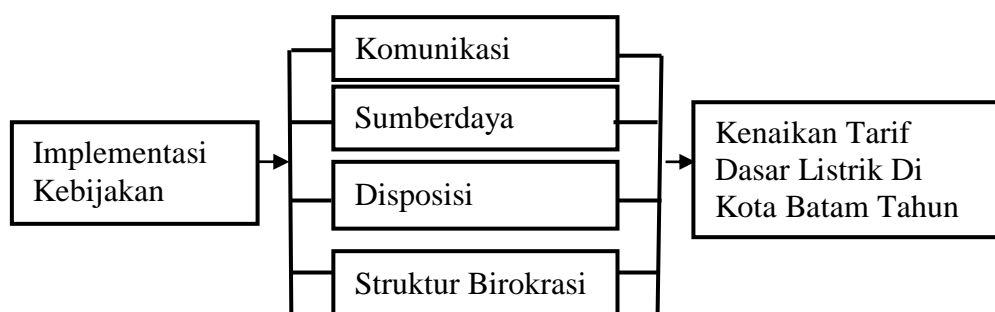 Implementasi
Kebijakan
Komunikasi
Sumberdaya
Disposisi
Struktur Birokrasi
Kenaikan Tarif
Dasar Listrik Di
Kota Batam Tahun